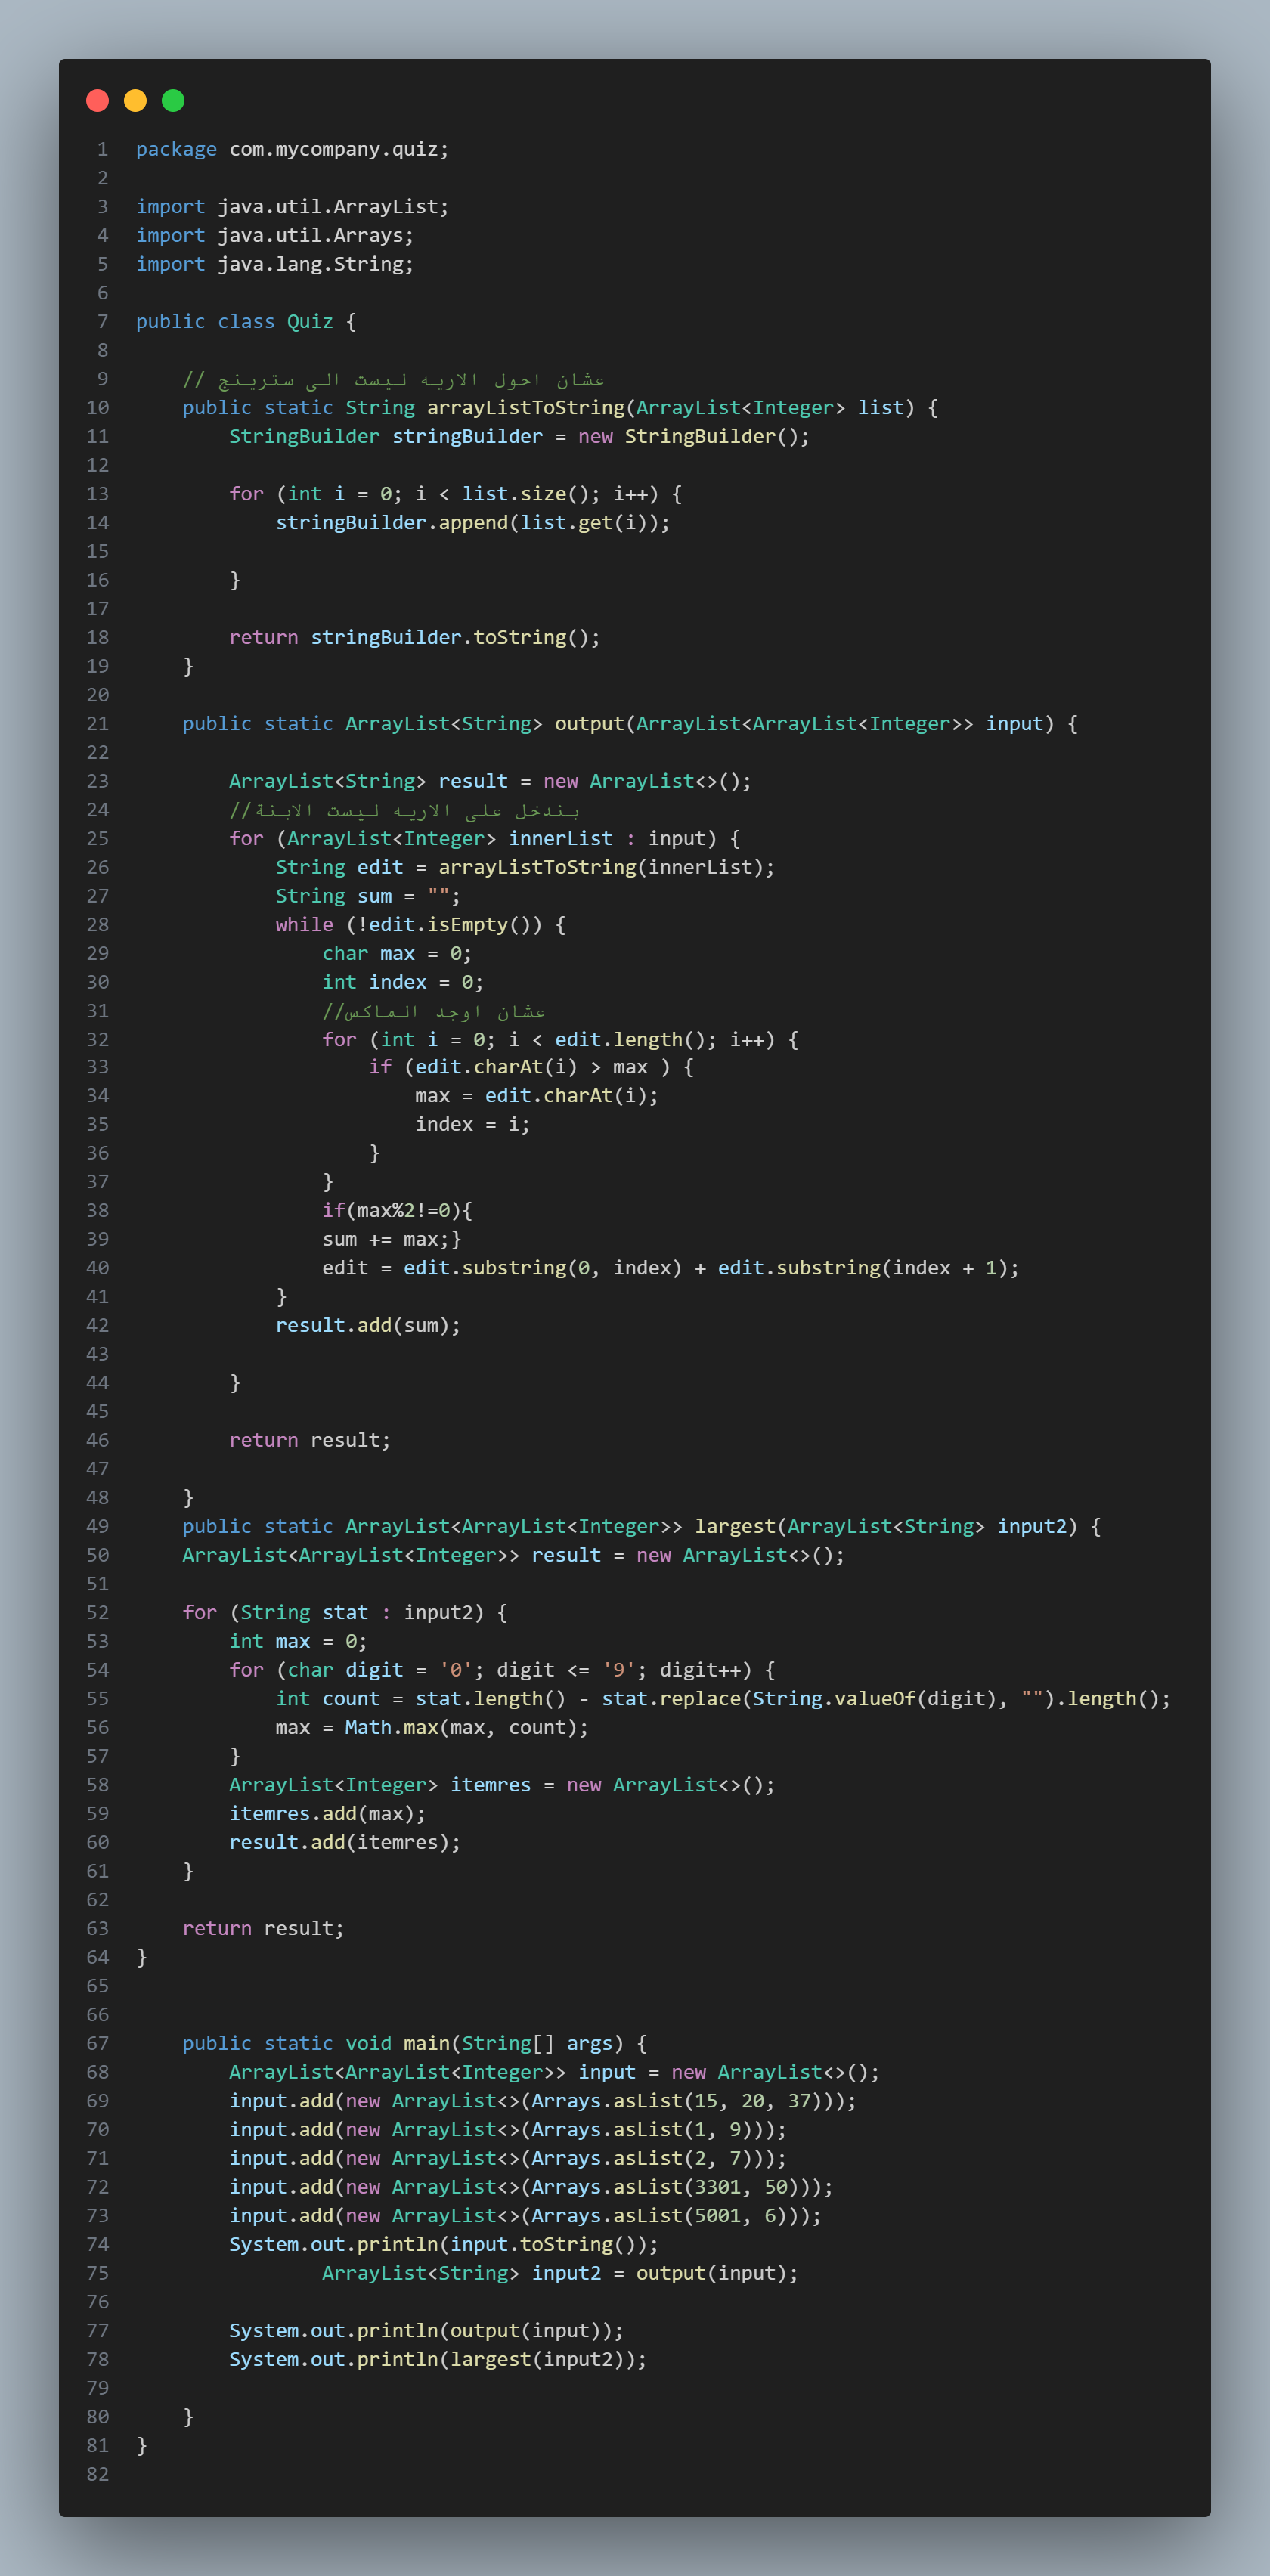 1 package com.mycompany.quiz;
2
3 import java.util.ArrayList;
4 import java.util.Arrays;
5 import java.lang.String;
6
7 public class Quiz {
8
9     // عشان احول الاريه ليست الى سترينج
10     public static String arrayListToString(ArrayList<Integer> list) {
11         StringBuilder stringBuilder = new StringBuilder();
12
13         for (int i = 0; i < list.size(); i++) {
14             stringBuilder.append(list.get(i));
15
16         }
17
18         return stringBuilder.toString();
19     }
20
21     public static ArrayList<String> output(ArrayList<ArrayList<Integer>> input) {
22
23         ArrayList<String> result = new ArrayList<>();
24         //بندخل على الاريه ليست الابنة
25         for (ArrayList<Integer> innerList : input) {
26             String edit = arrayListToString(innerList);
27             String sum = "";
28             while (!edit.isEmpty()) {
29                 char max = 0;
30                 int index = 0;
31                 //عشان اوجد الماكس
32                 for (int i = 0; i < edit.length(); i++) {
33                     if (edit.charAt(i) > max ) {
34                         max = edit.charAt(i);
35                         index = i;
36                     }
37                 }
38                 if(max%2!=0){
39                 sum += max;}
40                 edit = edit.substring(0, index) + edit.substring(index + 1);
41             }
42             result.add(sum);
43
44         }
45
46         return result;
47
48     }
49     public static ArrayList<ArrayList<Integer>> largest(ArrayList<String> input2) {
50     ArrayList<ArrayList<Integer>> result = new ArrayList<>();
51
52     for (String stat : input2) {
53         int max = 0;
54         for (char digit = '0'; digit <= '9'; digit++) {
55             int count = stat.length() - stat.replace(String.valueOf(digit), "").length();
56             max = Math.max(max, count);
57         }
58         ArrayList<Integer> itemres = new ArrayList<>();
59         itemres.add(max);
60         result.add(itemres);
61     }
62
63     return result;
64 }
65
66
67     public static void main(String[] args) {
68         ArrayList<ArrayList<Integer>> input = new ArrayList<>();
69         input.add(new ArrayList<>(Arrays.asList(15, 20, 37)));
70         input.add(new ArrayList<>(Arrays.asList(1, 9)));
71         input.add(new ArrayList<>(Arrays.asList(2, 7)));
72         input.add(new ArrayList<>(Arrays.asList(3301, 50)));
73         input.add(new ArrayList<>(Arrays.asList(5001, 6)));
74         System.out.println(input.toString());
75                 ArrayList<String> input2 = output(input);
76
77         System.out.println(output(input));
78         System.out.println(largest(input2));
79
80     }
81 }
82